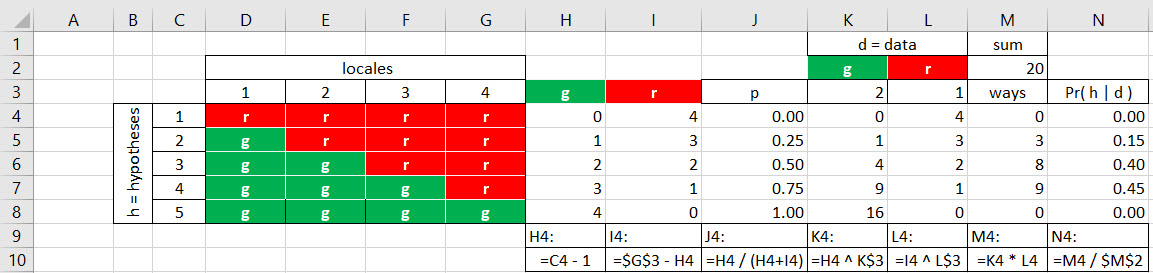 A B C D E F G H I J K L M N
1 d = data sum
2 locales g r 20
3 1 2 3 4 g r p 2 1 ways Pr( h | d )
h = hypotheses
4 1 r r r r 0 4 0.00 0 4 0 0.00
5 2 g r r r 1 3 0.25 1 3 3 0.15
6 3 g g r r 2 2 0.50 4 2 8 0.40
7 4 g g g r 3 1 0.75 9 1 9 0.45
8 5 g g g g 4 0 1.00 16 0 0 0.00
9 H4: I4: J4: K4: L4: M4: N4:
10 =C4 - 1 =$G$3 - H4 =H4 / (H4+I4) =H4 ^ K$3 =I4 ^ L$3 =K4 * L4 =M4 / $M$2